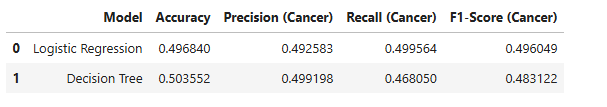 Model Accuracy Precision (Cancer) Recall (Cancer) F1-Score (Cancer)
0 Logistic Regression 0.496840 0.492583 0.499564 0.496049
1 Decision Tree 0.503552 0.499198 0.468050 0.483122